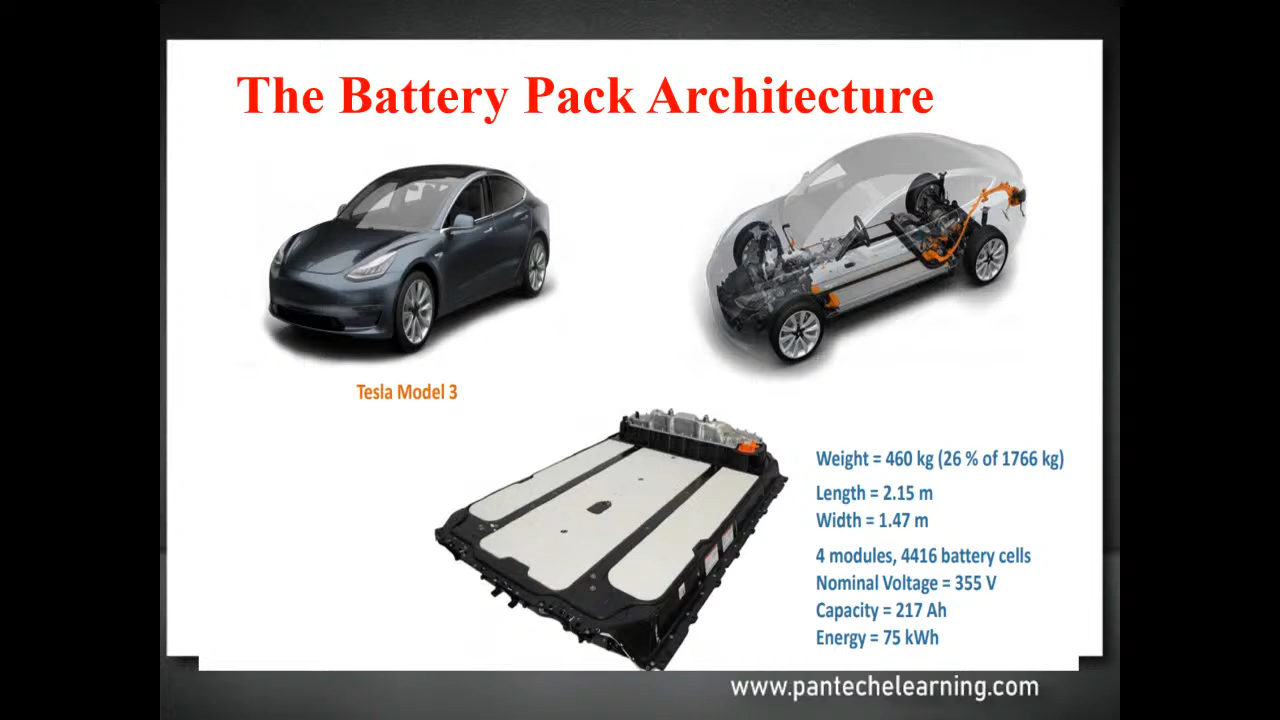 The Battery Pack Architecture
Tesla Model 3
Weight = 460 kg (26 % of 1766 kg)
Length = 2.15 m
Width = 1.47 m
4 modules, 4416 battery cells
Nominal Voltage = 355 V
Capacity = 217 Ah
Energy = 75 kWh
www.pantechelearning.com